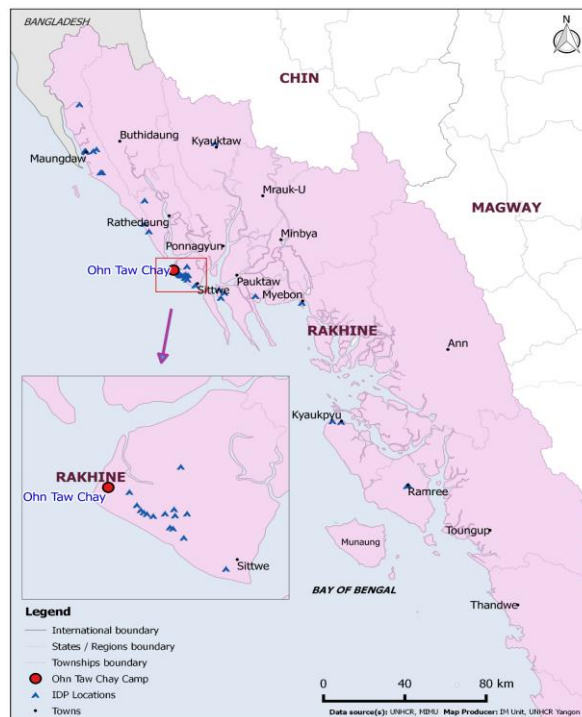 BANGLADESH
N
CHIN
Buthidaung
Kyauktaw
Maungdaw
Mrauk-U
MAGWAY
Rathedaung
Minbya
Ponnagyun
Ohn Taw Chay
Pauktaw
Sittwe
Myebon
RAKHINE
Ann
Kyaukpyu
RAKHINE
Ohn Taw Chay
Ramree
Toungup
Munaung
Sittwe
BAY OF BENGAL
Thandwe
Legend
International boundary
States / Regions boundary
Townships boundary
Ohn Taw Chay Camp
IDP Locations
Towns
0 40 80 km
Data source(s): UNHCR, MIMU Map Producer: IM Unit, UNHCR Yangon